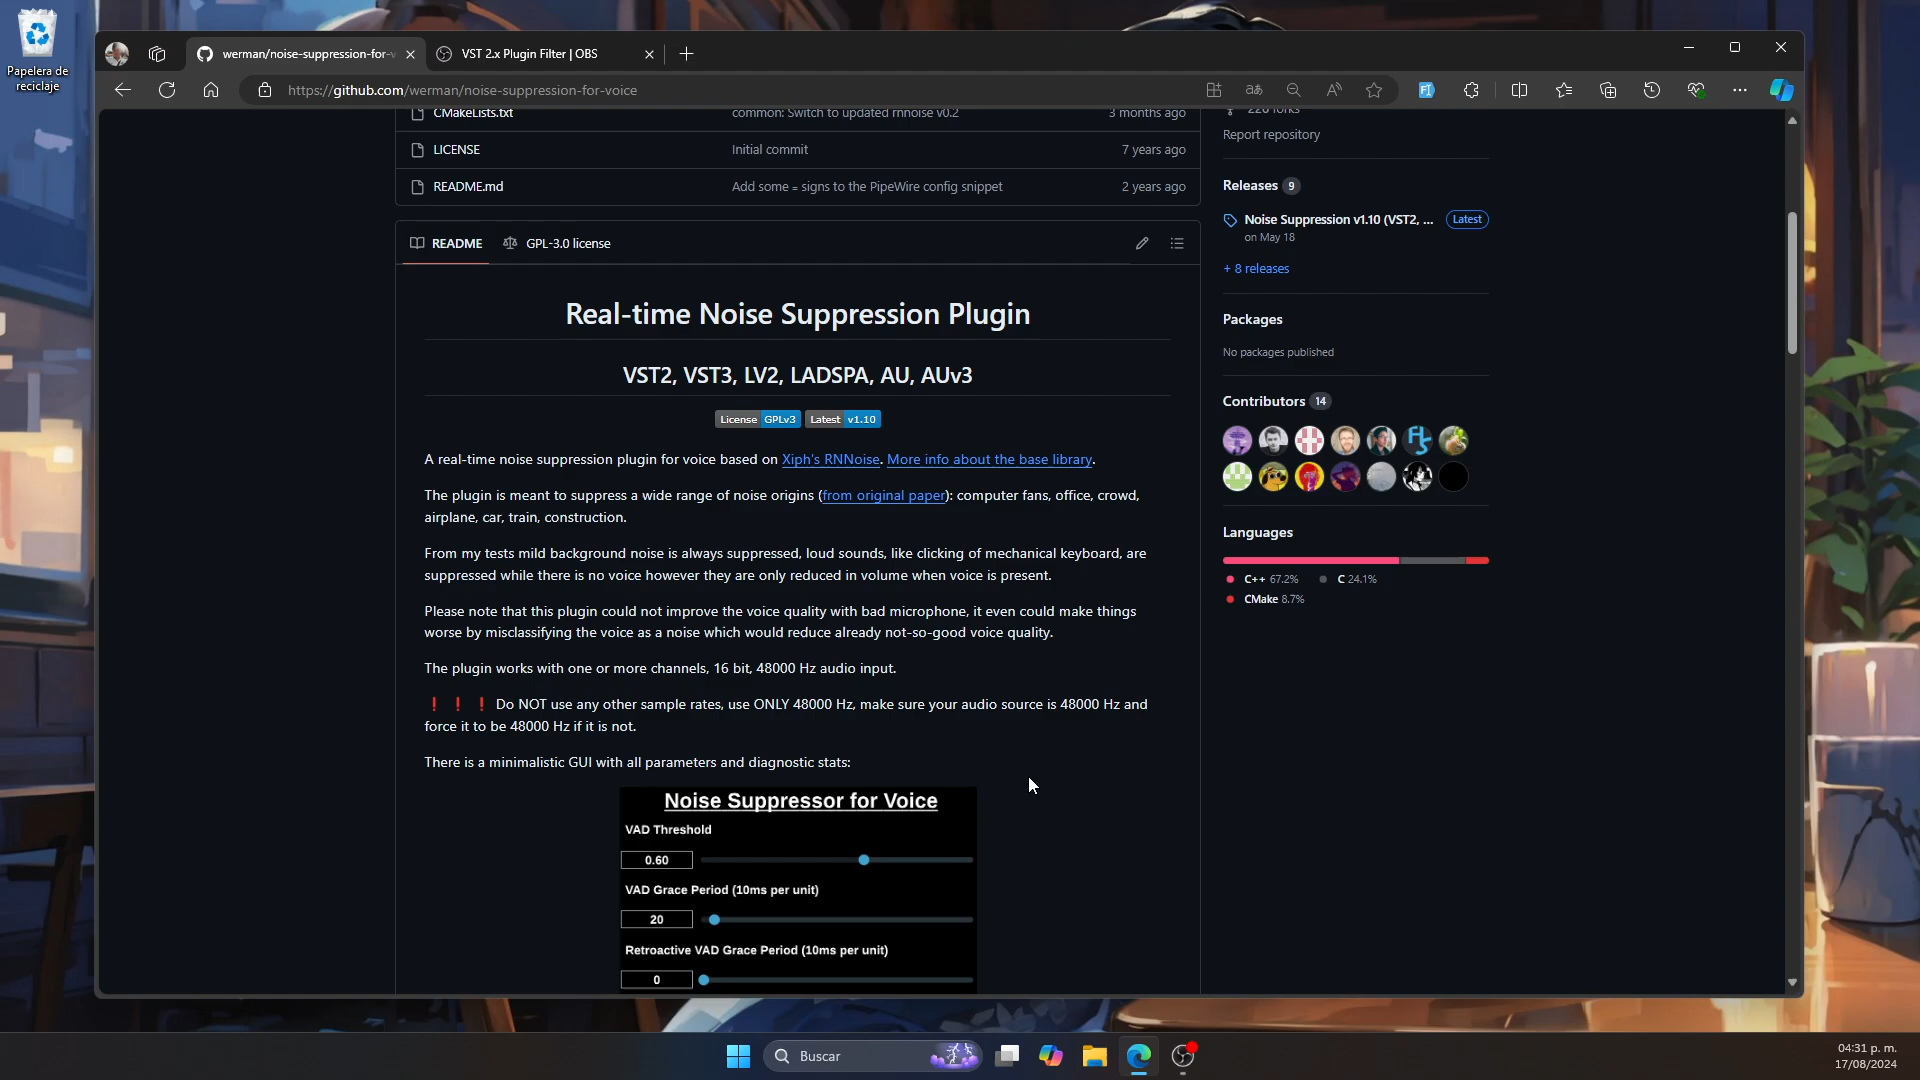 Papelera de
reciclaje
werman/noise-suppression-for-v
VST 2.x Plugin Filter | OBS
https://github.com/werman/noise-suppression-for-voice
CMakeLists.txt
common: Switch to updated rnnoise v0.2
3 months ago
LICENSE
Initial commit
7 years ago
README.md
Add some = signs to the PipeWire config snippet
2 years ago
README
GPL-3.0 license
Real-time Noise Suppression Plugin
VST2, VST3, LV2, LADSPA, AU, AUv3
License GPLv3
Latest v1.10
A real-time noise suppression plugin for voice based on Xiph's RNNoise. More info about the base library.
The plugin is meant to suppress a wide range of noise origins (from original paper): computer fans, office, crowd,
airplane, car, train, construction.
From my tests mild background noise is always suppressed, loud sounds, like clicking of mechanical keyboard, are
suppressed while there is no voice however they are only reduced in volume when voice is present.
Please note that this plugin could not improve the voice quality with bad microphone, it even could make things
worse by misclassifying the voice as a noise which would reduce already not-so-good voice quality.
The plugin works with one or more channels, 16 bit, 48000 Hz audio input.
❗ ❗ ❗ Do NOT use any other sample rates, use ONLY 48000 Hz, make sure your audio source is 48000 Hz and
force it to be 48000 Hz if it is not.
There is a minimalistic GUI with all parameters and diagnostic stats:
Noise Suppressor for Voice
VAD Threshold
0.60
VAD Grace Period (10ms per unit)
20
Retroactive VAD Grace Period (10ms per unit)
0
226 forks
Report repository
Releases 9
Noise Suppression v1.10 (VST2, ...
Latest
on May 18
+ 8 releases
Packages
No packages published
Contributors 14
Languages
C++ 67.2%
C 24.1%
CMake 8.7%
Buscar
04:31 p. m.
17/08/2024